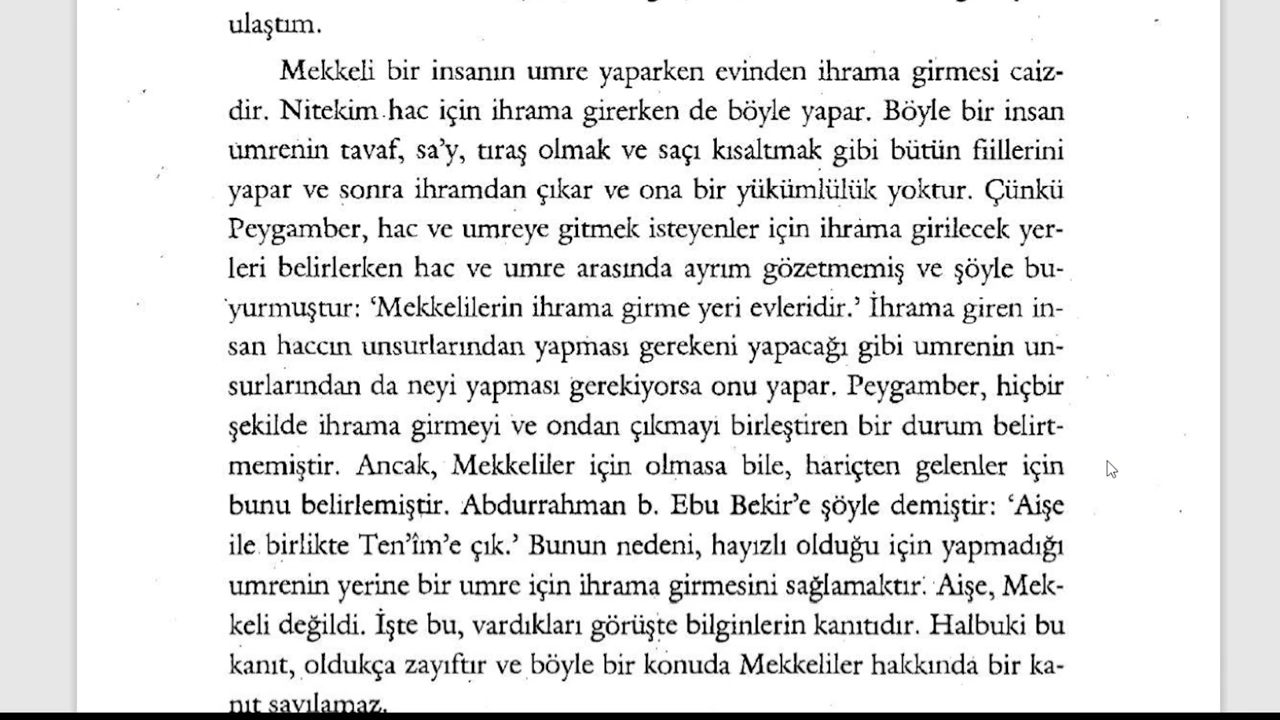 ulaştım.
Mekkeli bir insanın umre yaparken evinden ihrama girmesi caiz-
dir. Nitekim hac için ihrama girerken de böyle yapar. Böyle bir insan
umrenin tavaf, sa'y, tıraş olmak ve saçı kısaltmak gibi bütün fiillerini
yapar ve sonra ihramdan çıkar ve ona bir yükümlülük yoktur. Çünkü
Peygamber, hac ve umreye gitmek isteyenler için ihrama girilecek yer-
leri belirlerken hac ve umre arasında ayrım gözetmemiş ve şöyle bu-
yurmuştur: 'Mekkelilerin ihrama girme yeri evleridir.' İhrama giren in-
san haccın unsurlarından yapması gerekeni yapacağı gibi umrenin un-
surlarından da neyi yapması gerekiyorsa onu yapar. Peygamber, hiçbir
şekilde ihrama girmeyi ve ondan çıkmayı birleştiren bir durum belirt-
memiştir. Ancak, Mekkeliler için olmasa bile, hariçten gelenler için
bunu belirlemiştir. Abdurrahman b. Ebu Bekir'e şöyle demiştir: 'Aişe
ile birlikte Ten'îm'e çık.' Bunun nedeni, hayızlı olduğu için yapmadığı
umrenin yerine bir umre için ihrama girmesini sağlamaktır. Aişe, Mek-
keli değildi. İşte bu, vardıkları görüşte bilginlerin kanıtıdır. Halbuki bu
kanıt, oldukça zayıftır ve böyle bir konuda Mekkeliler hakkında bir ka-
nıt sayılamaz.